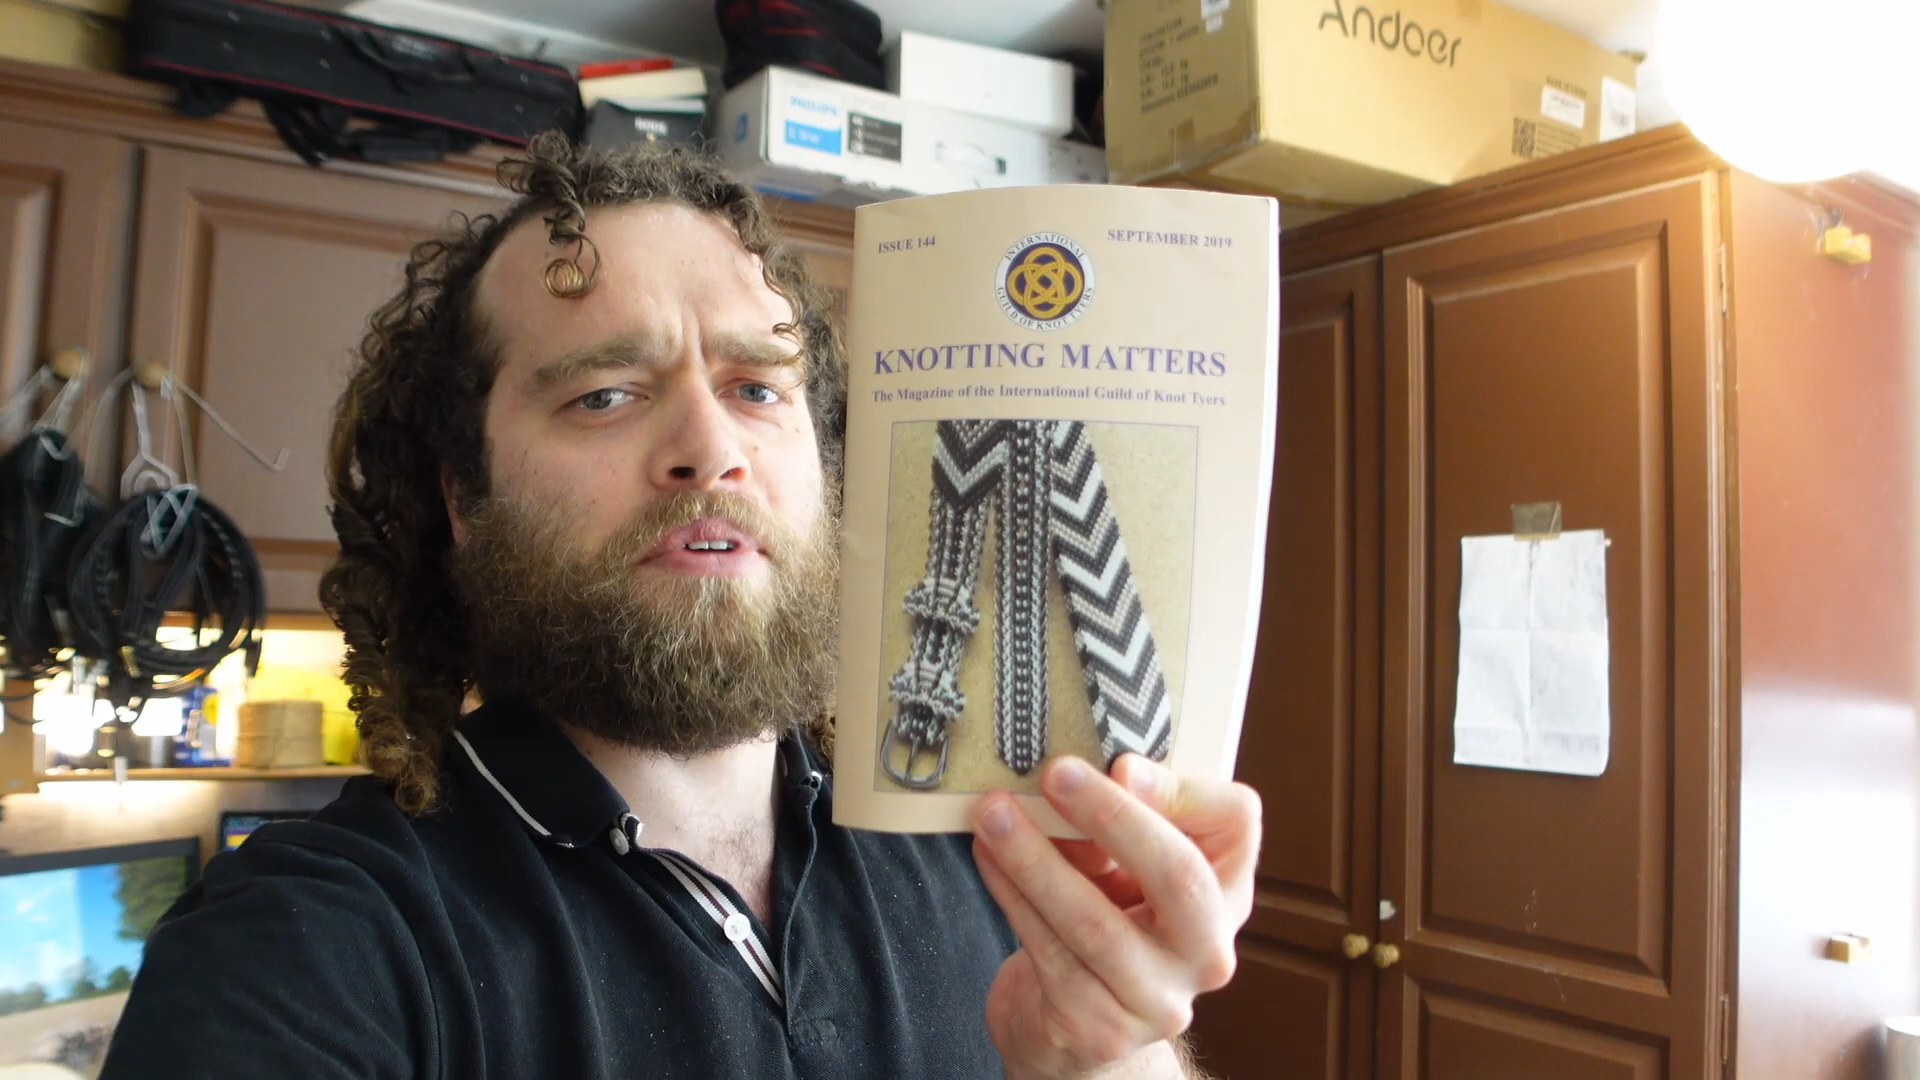 Andoer
PHILIPS
ISSUE 144
SEPTEMBER 2019
INTERNATIONAL
GUILD OF KNOT TYERS
KNOTTING MATTERS
The Magazine of the International Guild of Knot Tyers